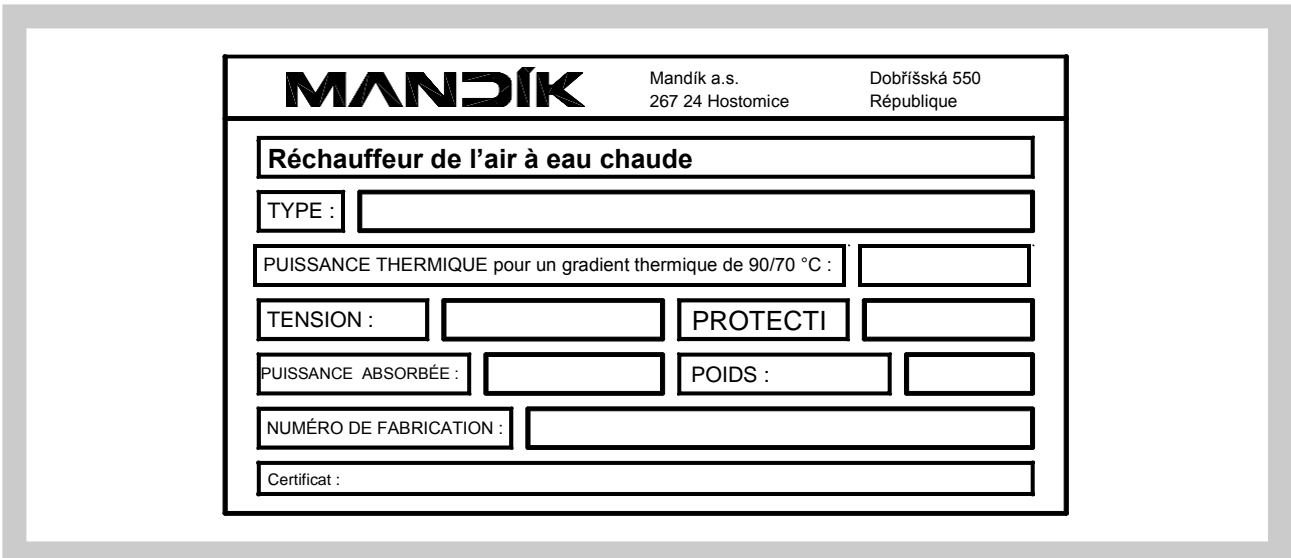 MANDÍK Mandík a.s. Dobříšská 550
267 24 Hostomice République
Réchauffeur de l’air à eau chaude
TYPE :
PUISSANCE THERMIQUE pour un gradient thermique de 90/70 °C :
TENSION : PROTECTI
PUISSANCE ABSORBÉE : POIDS :
NUMÉRO DE FABRICATION :
Certificat :